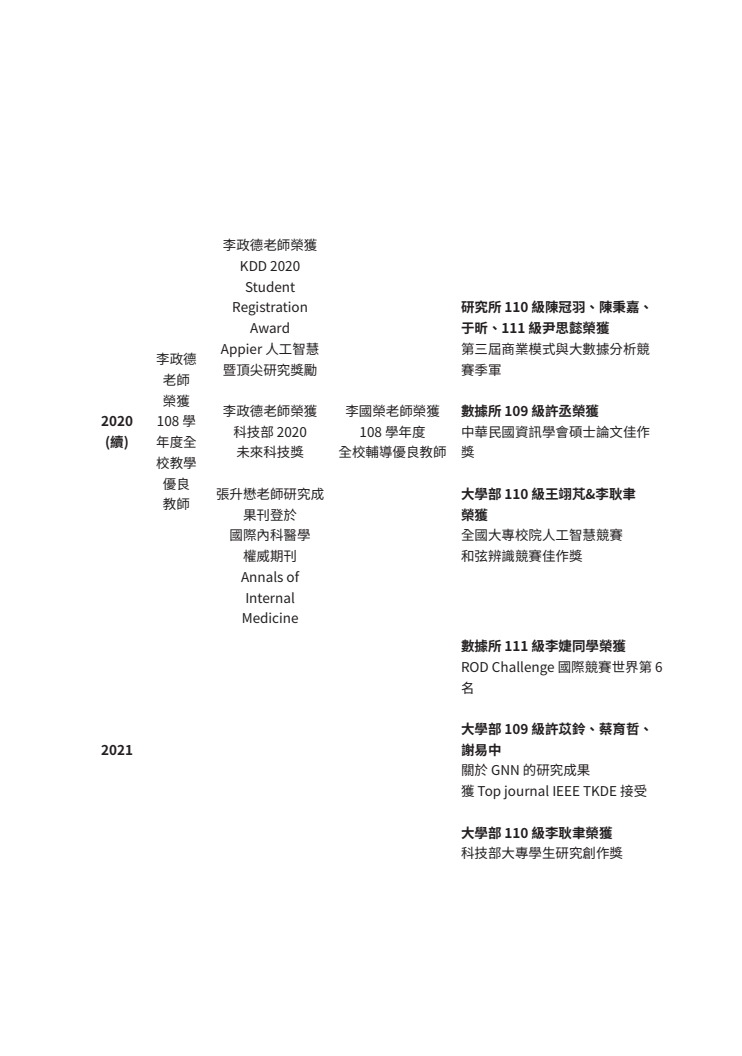 2020
(續)
李政德
老師
榮獲
108 學
年度全
校教學
優良
教師
李政德老師榮獲
KDD 2020
Student
Registration
Award
Appier 人工智慧
暨頂尖研究獎勵
李政德老師榮獲
科技部 2020
未來科技獎
張升懋老師研究成
果刊登於
國際內科醫學
權威期刊
Annals of
Internal
Medicine
李國榮老師榮獲
108 學年度
全校輔導優良教師
研究所 110 級陳冠羽、陳秉嘉、
于昕、111 級尹思懿榮獲
第三屆商業模式與大數據分析競
賽季軍
數據所 109 級許丞榮獲
中華民國資訊學會碩士論文佳作
獎
大學部 110 級王翊芃&李耿聿
榮獲
全國大專校院人工智慧競賽
和弦辨識競賽佳作獎
2021
數據所 111 級李婕同學榮獲
ROD Challenge 國際競賽世界第 6
名
大學部 109 級許苡鈴、蔡育哲、
謝易中
關於 GNN 的研究成果
獲 Top journal IEEE TKDE 接受
大學部 110 級李耿聿榮獲
科技部大專學生研究創作獎